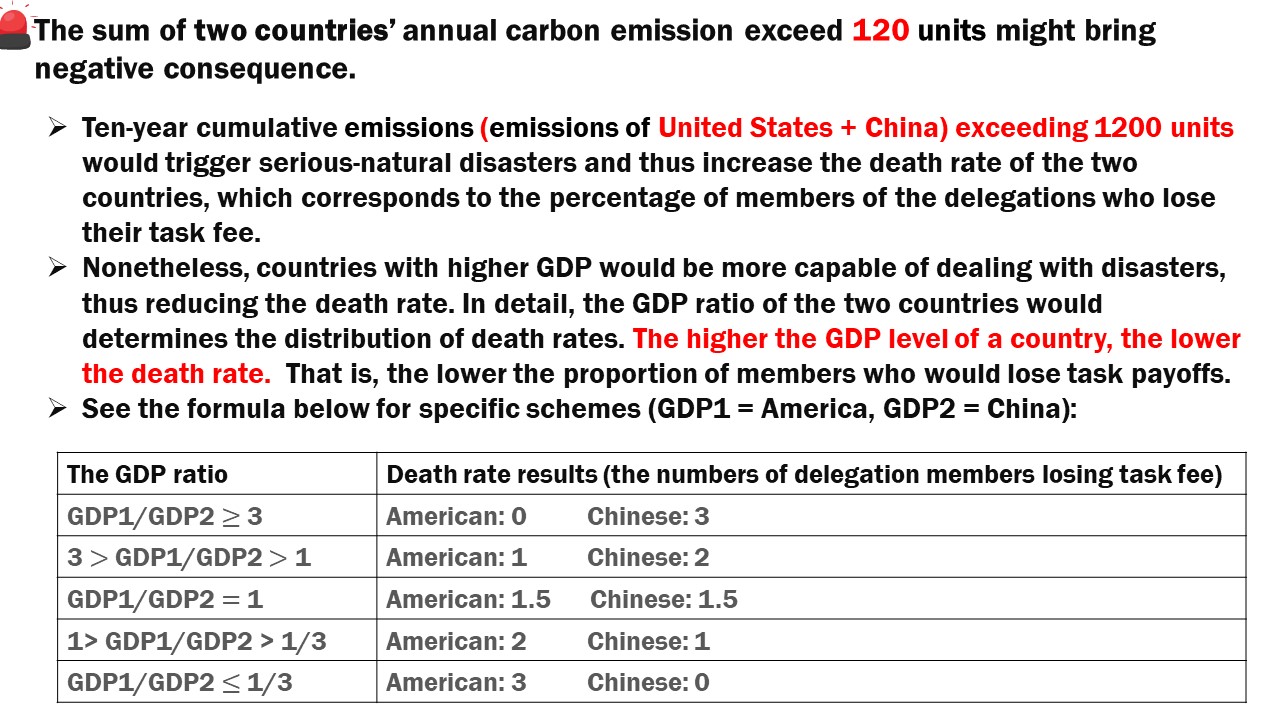 The sum of two countries’ annual carbon emission exceed 120 units might bring
negative consequence.
➢ Ten-year cumulative emissions (emissions of United States + China) exceeding 1200 units
would trigger serious-natural disasters and thus increase the death rate of the two
countries, which corresponds to the percentage of members of the delegations who lose
their task fee.
➢ Nonetheless, countries with higher GDP would be more capable of dealing with disasters,
thus reducing the death rate. In detail, the GDP ratio of the two countries would
determines the distribution of death rates. The higher the GDP level of a country, the lower
the death rate. That is, the lower the proportion of members who would lose task payoffs.
➢ See the formula below for specific schemes (GDP1 = America, GDP2 = China):
The GDP ratio Death rate results (the numbers of delegation members losing task fee)
GDP1/GDP2 ≥ 3 American: 0 Chinese: 3
3 > GDP1/GDP2 > 1 American: 1 Chinese: 2
GDP1/GDP2 = 1 American: 1.5 Chinese: 1.5
1> GDP1/GDP2 > 1/3 American: 2 Chinese: 1
GDP1/GDP2 ≤ 1/3 American: 3 Chinese: 0